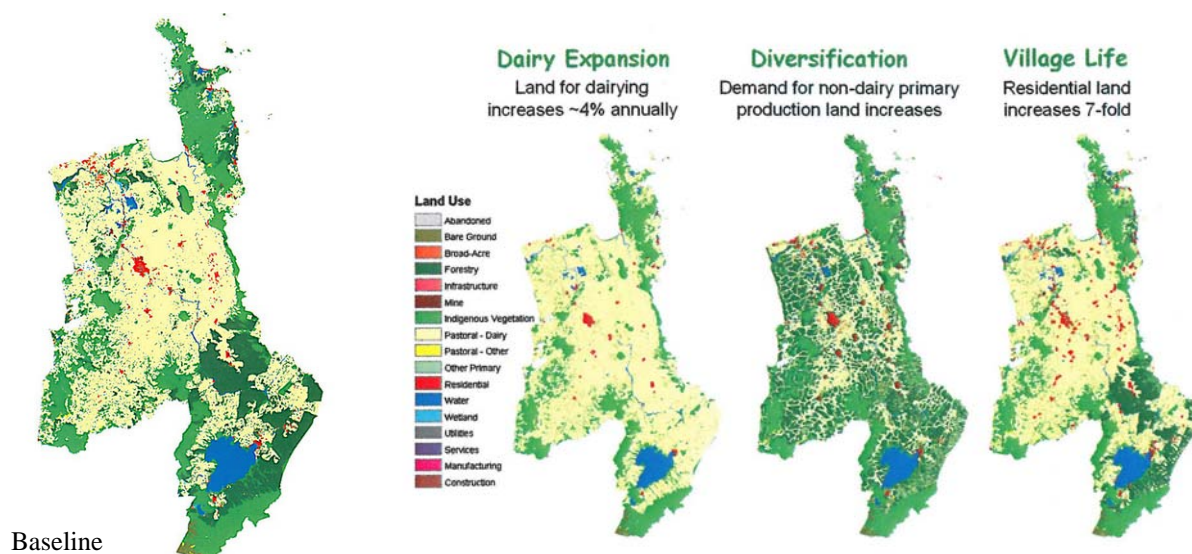 Dairy Expansion
Land for dairying
increases ~4% annually
Diversification
Demand for non-dairy primary
production land increases
Village Life
Residential land
increases 7-fold
Land Use
Abandoned
Bare Ground
Broad-Acre
Forestry
Infrastructure
Mine
Indigenous Vegetation
Pastoral - Dairy
Pastoral - Other
Other Primary
Residential
Water
Wetland
Utilities
Services
Manufacturing
Construction
Baseline